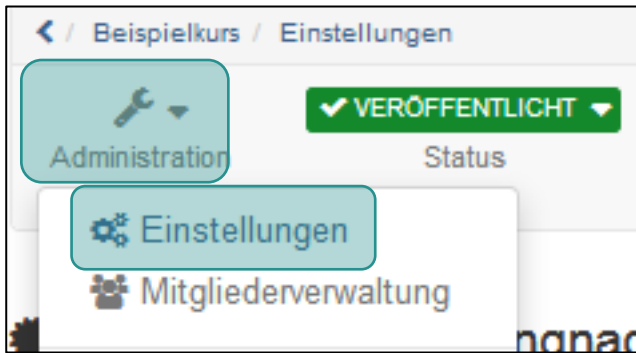 / Beispielkurs / Einstellungen
VERÖFFENTLICHT
Administration Status
Einstellungen
Mitgliederverwaltung